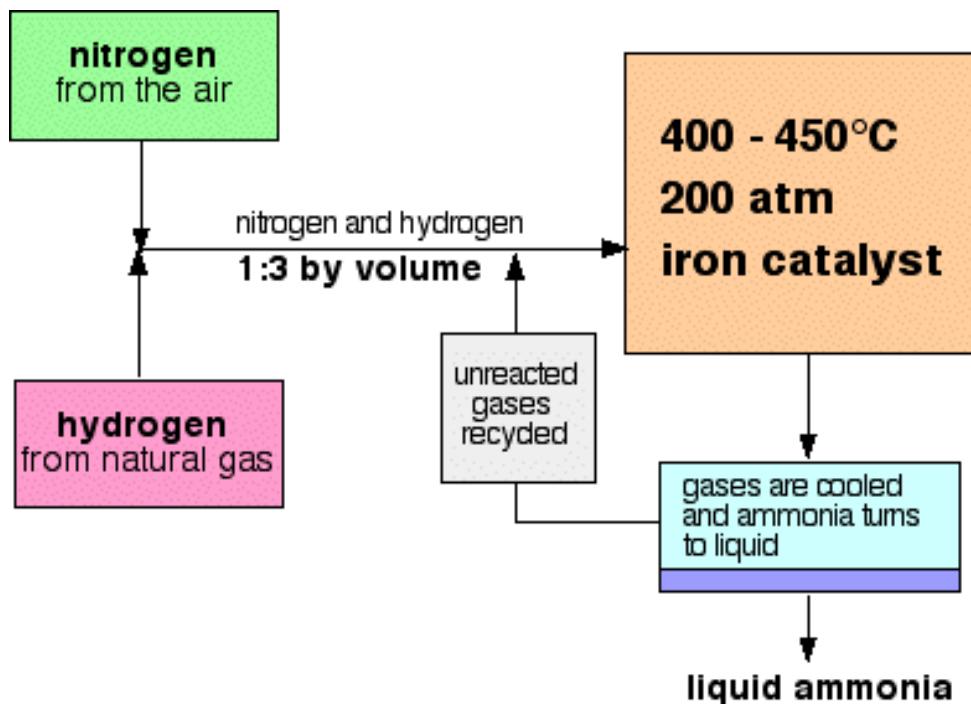 nitrogen
from the air
400 - 450°C
200 atm
iron catalyst
nitrogen and hydrogen
1:3 by volume
unreacted
gases
recycled
hydrogen
from natural gas
gases are cooled
and ammonia turns
to liquid
liquid ammonia